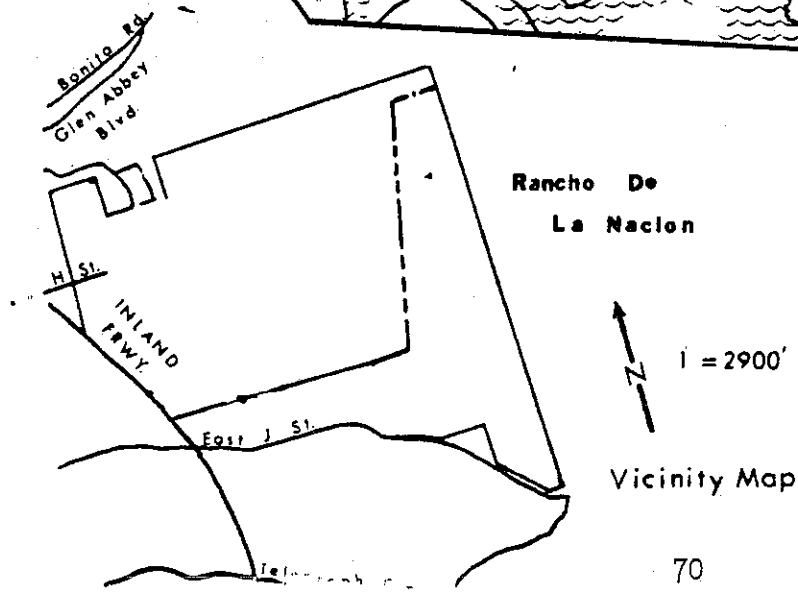 Bonita Rd.
Glen Abbey
Blvd.
Rancho De
La Nacion
H St.
INLAND
FRWY.
1 = 2900'
N
East J St.
Vicinity Map
70